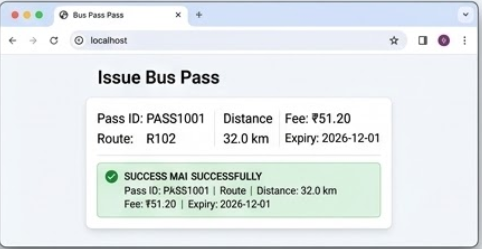 Bus Pass Pass
localhost
Issue Bus Pass
Pass ID: PASS1001 Distance Fee: ₹51.20
Route: R102 32.0 km Expiry: 2026-12-01
SUCCESS MAI SUCCESSFULLY
Pass ID: PASS1001 | Route | Distance: 32.0 km
Fee: ₹51.20 | Expiry: 2026-12-01